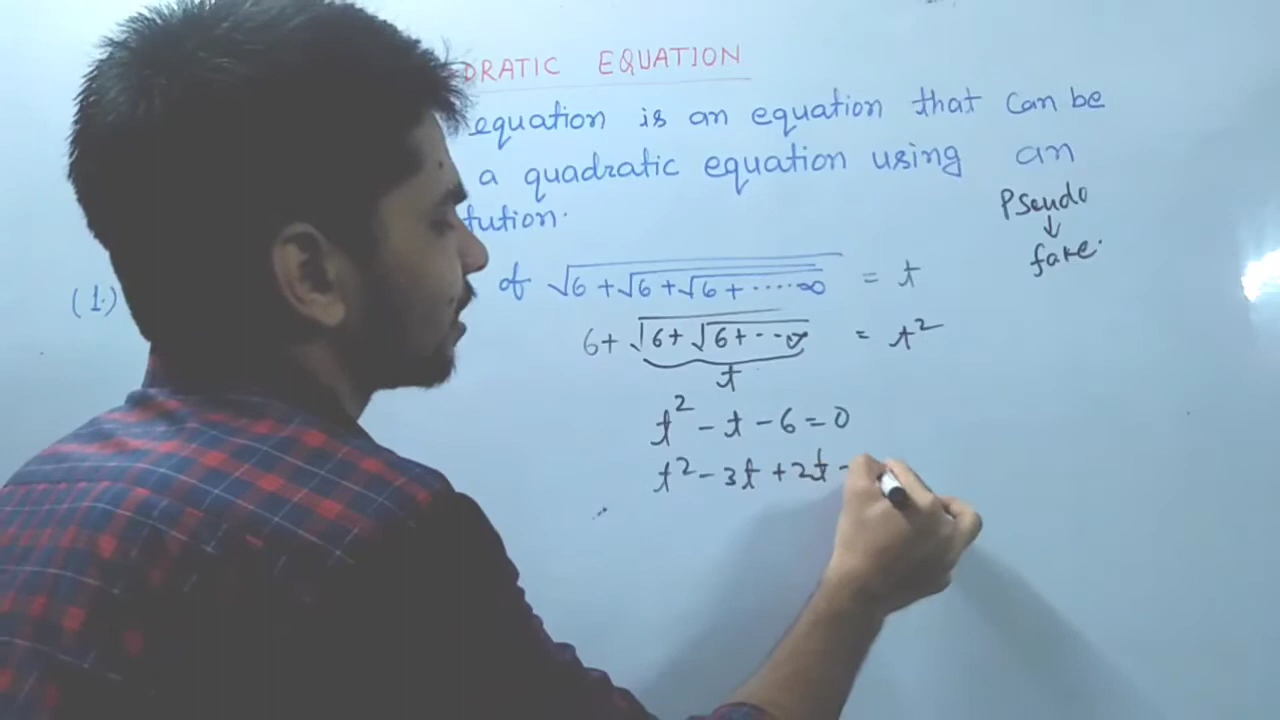 DRATIC EQUATION
equation is an equation that can be
a quadratic equation using an
tution.
Pseudo
↓
fake.
(1.) of √6+√6+√6+.....∞ = t
6+√6+√6+...∞ = t²
t
t² - t - 6 = 0
t² - 3t + 2t -